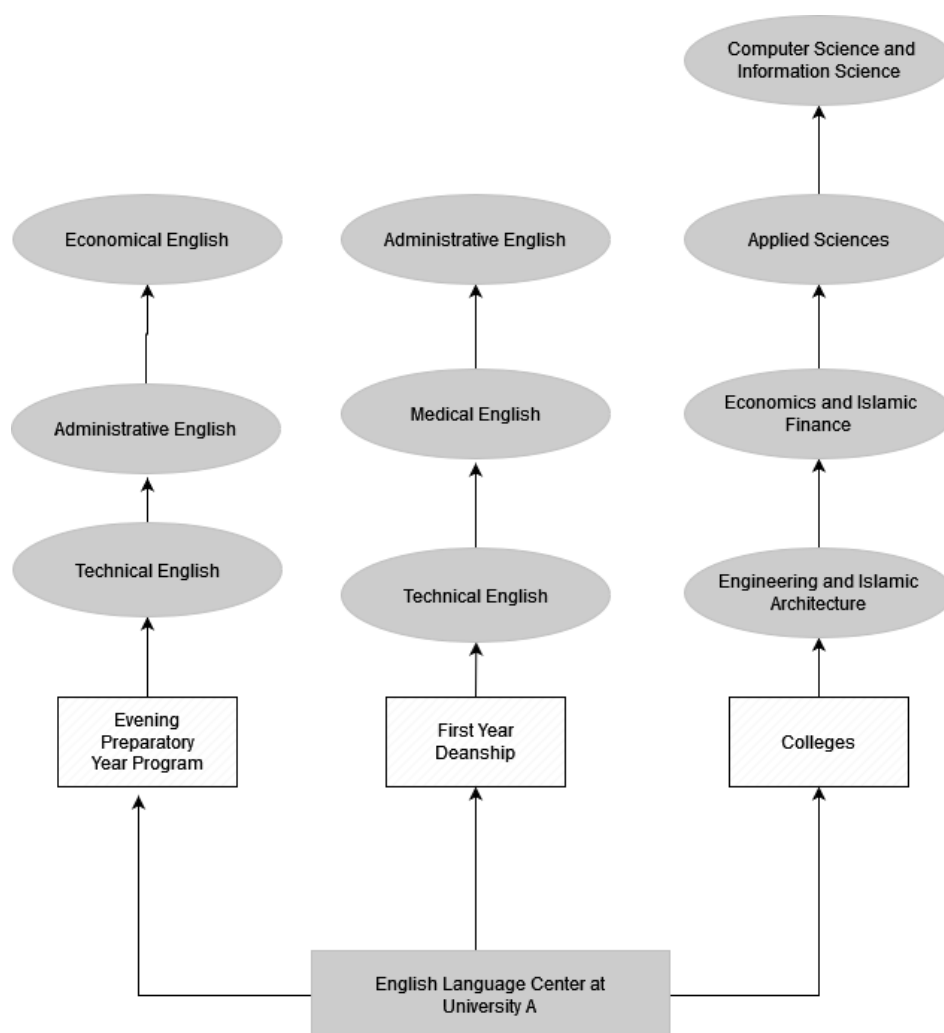 Computer Science and
Information Science
Economical English
Administrative English
Applied Sciences
Administrative English
Medical English
Economics and Islamic
Finance
Technical English
Technical English
Engineering and Islamic
Architecture
Evening
Preparatory
Year Program
First Year
Deanship
Colleges
English Language Center at
University A